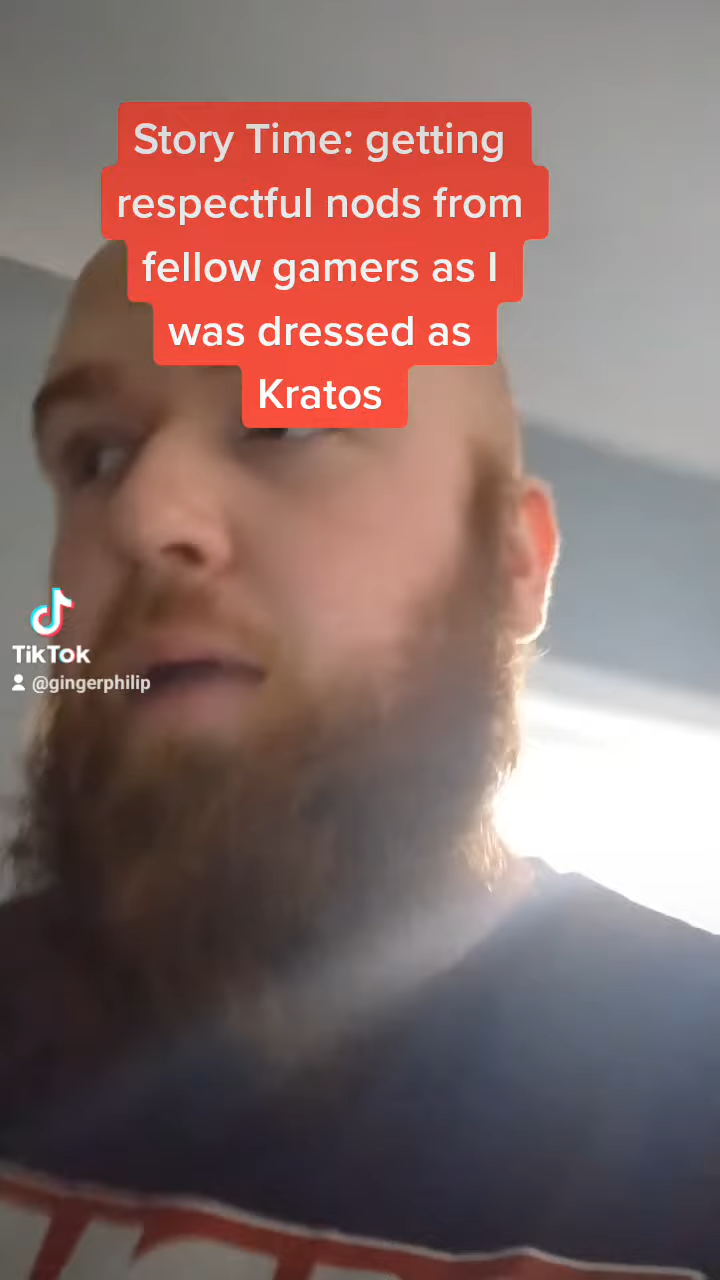 Story Time: getting
respectful nods from
fellow gamers as I
was dressed as
Kratos
TikTok
@gingerphilip